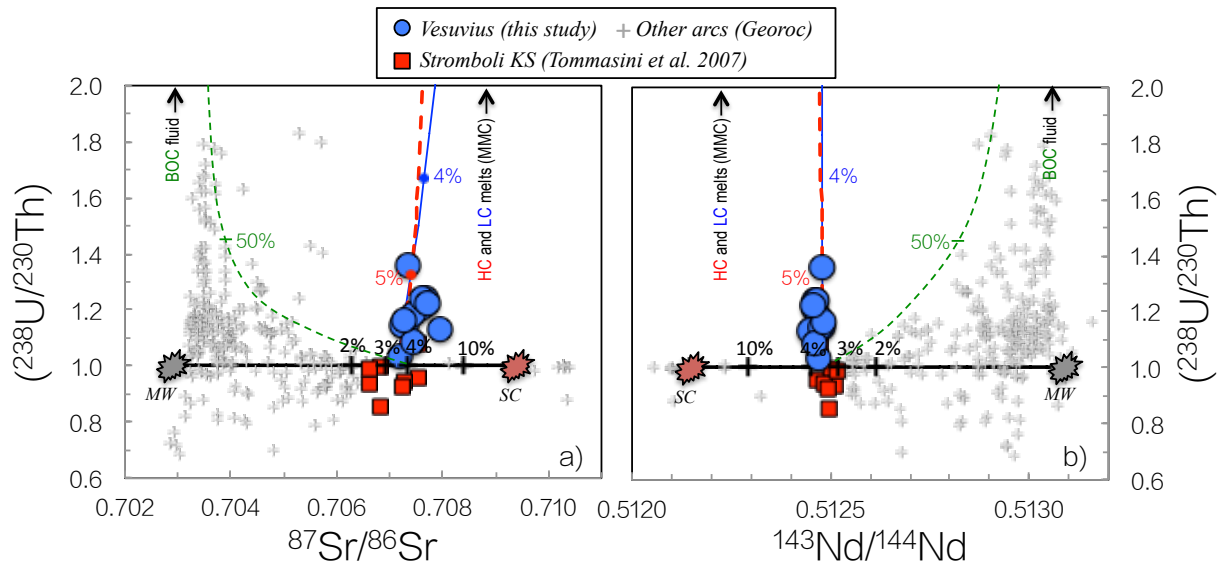 Vesuvius (this study) Other arcs (Georoc)
Stromboli KS (Tommasini et al. 2007)
(238U/230Th)
2.0
1.8
1.6
1.4
1.2
1.0
0.8
0.6
BOC fluid
HC and LC melts (MMC)
4%
50%
5%
2% 3% 4% 10%
MW
SC
a)
0.702 0.704 0.706 0.708 0.710
87Sr/86Sr
HC and LC melts (MMC)
BOC fluid
4%
50%
5%
10% 4% 3% 2%
SC
MW
b)
0.5120 0.5125 0.5130
143Nd/144Nd
2.0
1.8
1.6
1.4
1.2
1.0
0.8
0.6
(238U/230Th)